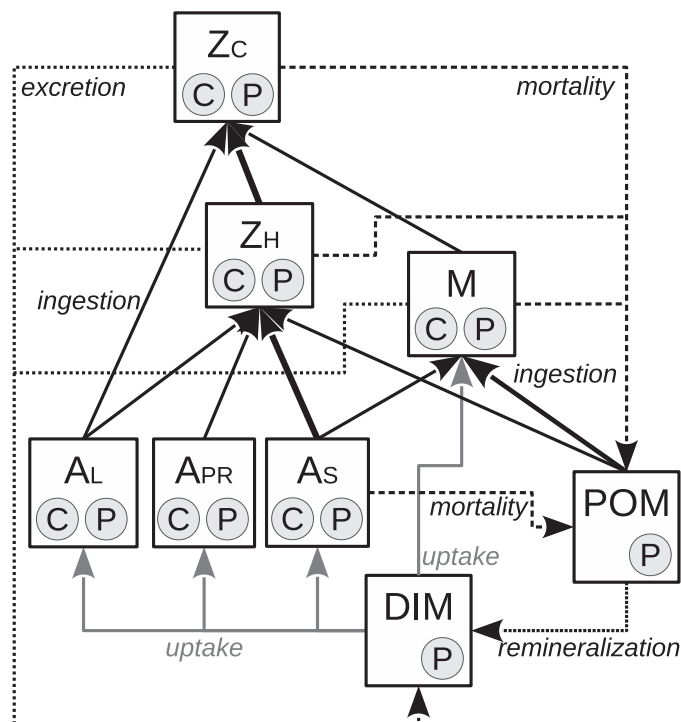 ZC
C P
excretion
mortality
ZH
C P
ingestion
M
C P
ingestion
AL
C P
APR
C P
AS
C P
mortality
POM
P
uptake
DIM
P
uptake
remineralization